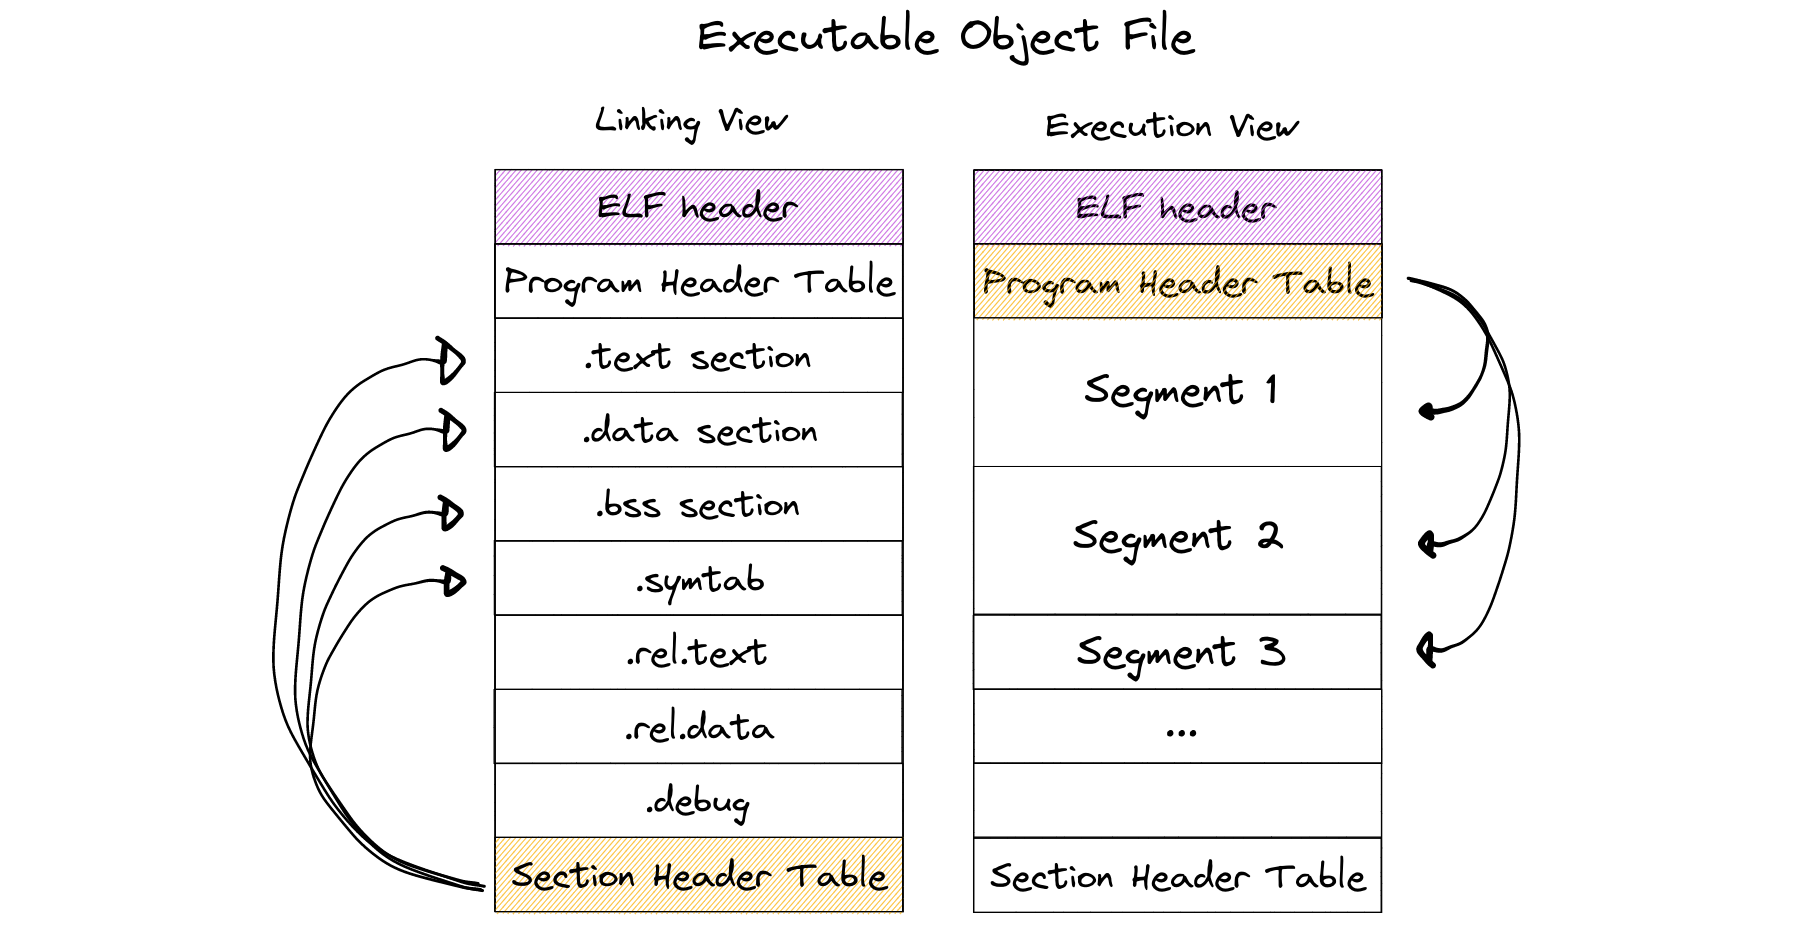 Executable Object File
Linking View
ELF header
Program Header Table
.text section
.data section
.bss section
.symtab
.rel.text
.rel.data
.debug
Section Header Table
Execution View
ELF header
Program Header Table
Segment 1
Segment 2
Segment 3
...
Section Header Table